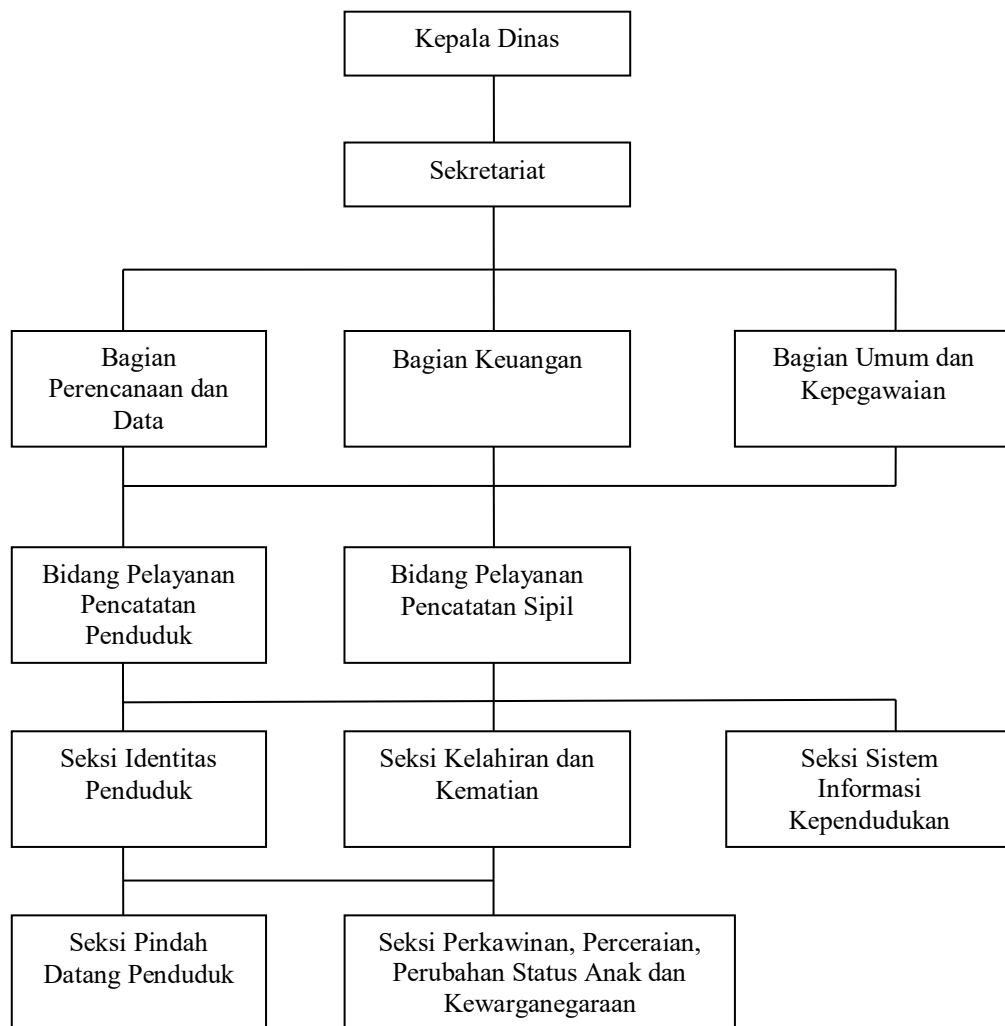 Kepala Dinas
Sekretariat
Bagian
Perencanaan dan
Data
Bagian Keuangan
Bagian Umum dan
Kepegawaian
Bidang Pelayanan
Pencatatan
Penduduk
Bidang Pelayanan
Pencatatan Sipil
Seksi Identitas
Penduduk
Seksi Kelahiran dan
Kematian
Seksi Sistem
Informasi
Kependudukan
Seksi Pindah
Datang Penduduk
Seksi Perkawinan, Perceraian,
Perubahan Status Anak dan
Kewarganegaraan